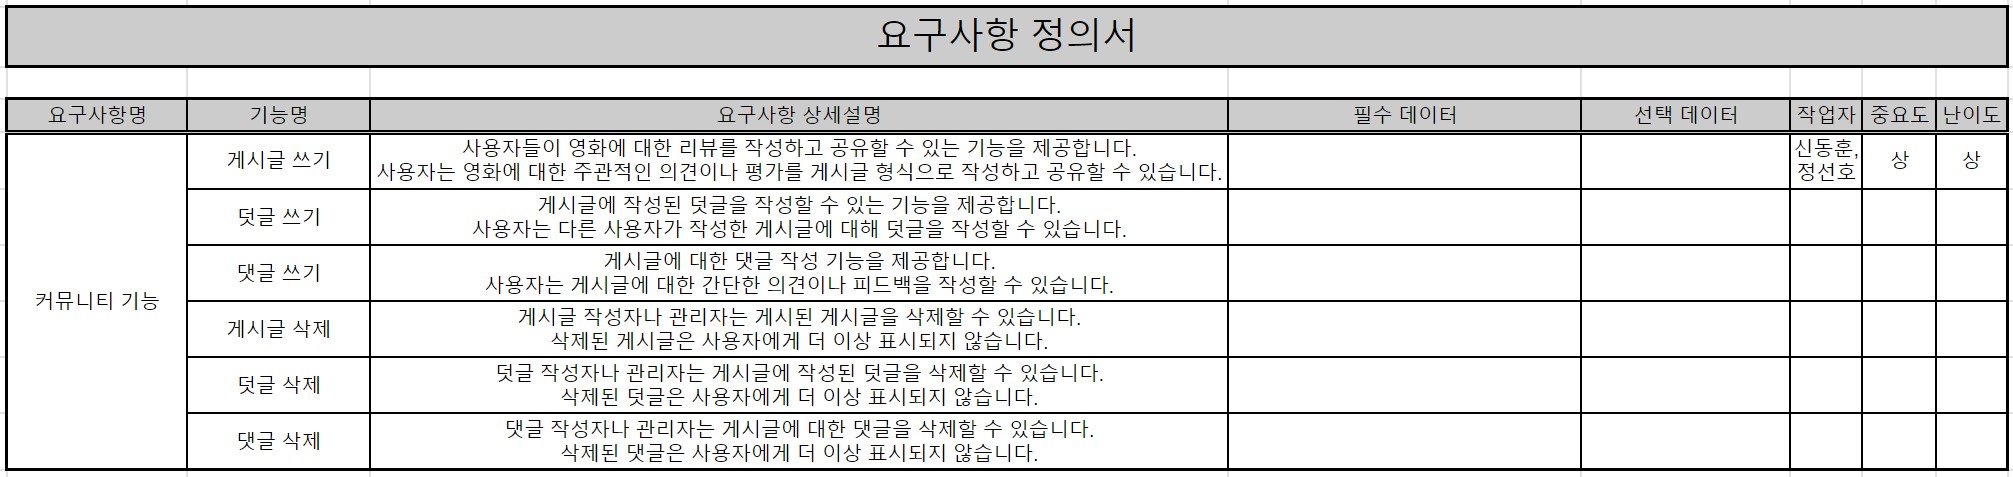 요구사항 정의서
요구사항명 기능명 요구사항 상세설명 필수 데이터 선택 데이터 작업자 중요도 난이도
커뮤니티 기능
게시글 쓰기
사용자들이 영화에 대한 리뷰를 작성하고 공유할 수 있는 기능을 제공합니다.
사용자는 영화에 대한 주관적인 의견이나 평가를 게시글 형식으로 작성하고 공유할 수 있습니다.
신동훈,
정선호
상
상
덧글 쓰기
게시글에 작성된 덧글을 작성할 수 있는 기능을 제공합니다.
사용자는 다른 사용자가 작성한 게시글에 대해 덧글을 작성할 수 있습니다.
댓글 쓰기
게시글에 대한 댓글 작성 기능을 제공합니다.
사용자는 게시글에 대한 간단한 의견이나 피드백을 작성할 수 있습니다.
게시글 삭제
게시글 작성자나 관리자는 게시된 게시글을 삭제할 수 있습니다.
삭제된 게시글은 사용자에게 더 이상 표시되지 않습니다.
덧글 삭제
덧글 작성자나 관리자는 게시글에 작성된 덧글을 삭제할 수 있습니다.
삭제된 덧글은 사용자에게 더 이상 표시되지 않습니다.
댓글 삭제
댓글 작성자나 관리자는 게시글에 대한 댓글을 삭제할 수 있습니다.
삭제된 댓글은 사용자에게 더 이상 표시되지 않습니다.